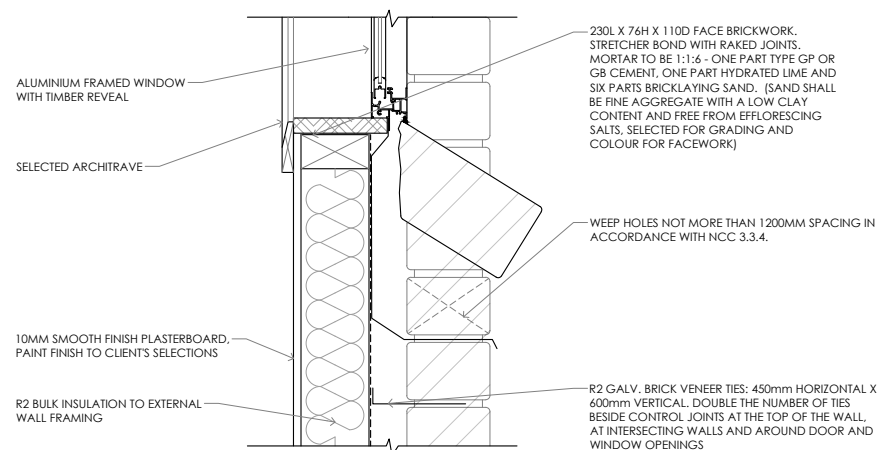 ALUMINIUM FRAMED WINDOW
WITH TIMBER REVEAL
SELECTED ARCHITRAVE
10MM SMOOTH FINISH PLASTERBOARD,
PAINT FINISH TO CLIENT'S SELECTIONS
R2 BULK INSULATION TO EXTERNAL
WALL FRAMING
230L X 76H X 110D FACE BRICKWORK.
STRETCHER BOND WITH RAKED JOINTS.
MORTAR TO BE 1:1:6 - ONE PART TYPE GP OR
GB CEMENT, ONE PART HYDRATED LIME AND
SIX PARTS BRICKLAYING SAND. (SAND SHALL
BE FINE AGGREGATE WITH A LOW CLAY
CONTENT AND FREE FROM EFFLORESCING
SALTS, SELECTED FOR GRADING AND
COLOUR FOR FACEWORK)
WEEP HOLES NOT MORE THAN 1200MM SPACING IN
ACCORDANCE WITH NCC 3.3.4.
R2 GALV. BRICK VENEER TIES: 450mm HORIZONTAL X
600mm VERTICAL. DOUBLE THE NUMBER OF TIES
BESIDE CONTROL JOINTS AT THE TOP OF THE WALL,
AT INTERSECTING WALLS AND AROUND DOOR AND
WINDOW OPENINGS